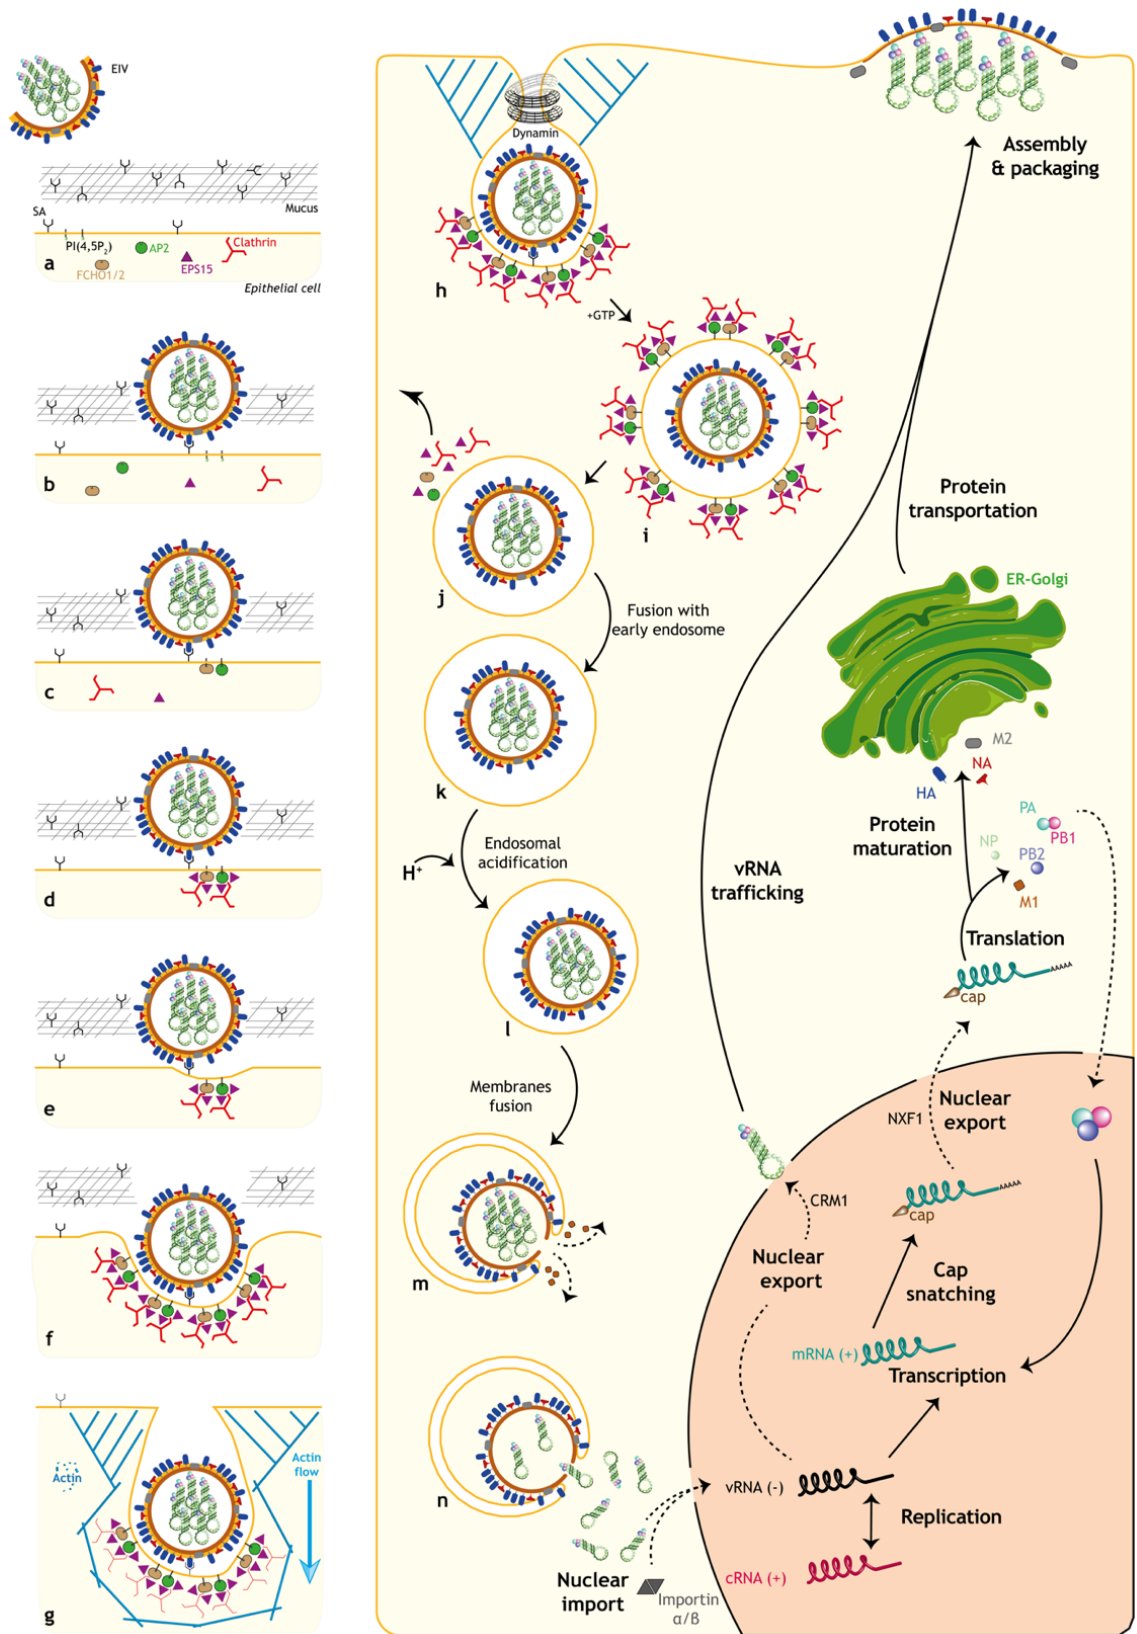 EIV
Mucus
SA
PI(4,5P2)
AP2
Clathrin
EPS15
FCHO1/2
a
Epithelial cell
b
c
d
e
f
Actin
Actin
flow
g
Dynamin
h
+GTP
i
j
Fusion with
early endosome
k
Endosomal
acidification
H+
l
Membranes
fusion
m
n
Nuclear
import
Importin
α/β
vRNA (-)
Replication
cRNA (+)
Transcription
mRNA (+)
Cap
snatching
cap
AAAAA
Nuclear
export
CRM1
Nuclear
export
NXF1
cap
AAAAA
Translation
M1
PB2
NP
PB1
PA
Protein
maturation
HA
NA
M2
ER-Golgi
Protein
transportation
vRNA
trafficking
Assembly
& packaging